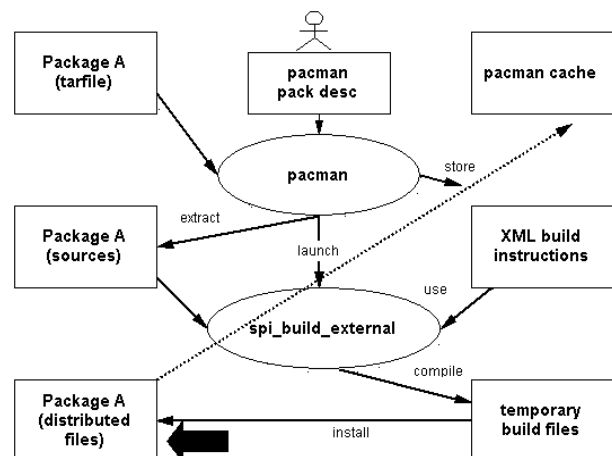 Package A
(tarfile)
pacman
pack desc
pacman cache
pacman
store
extract
Package A
(sources)
launch
XML build
instructions
use
spi_build_external
compile
Package A
(distributed
files)
install
temporary
build files